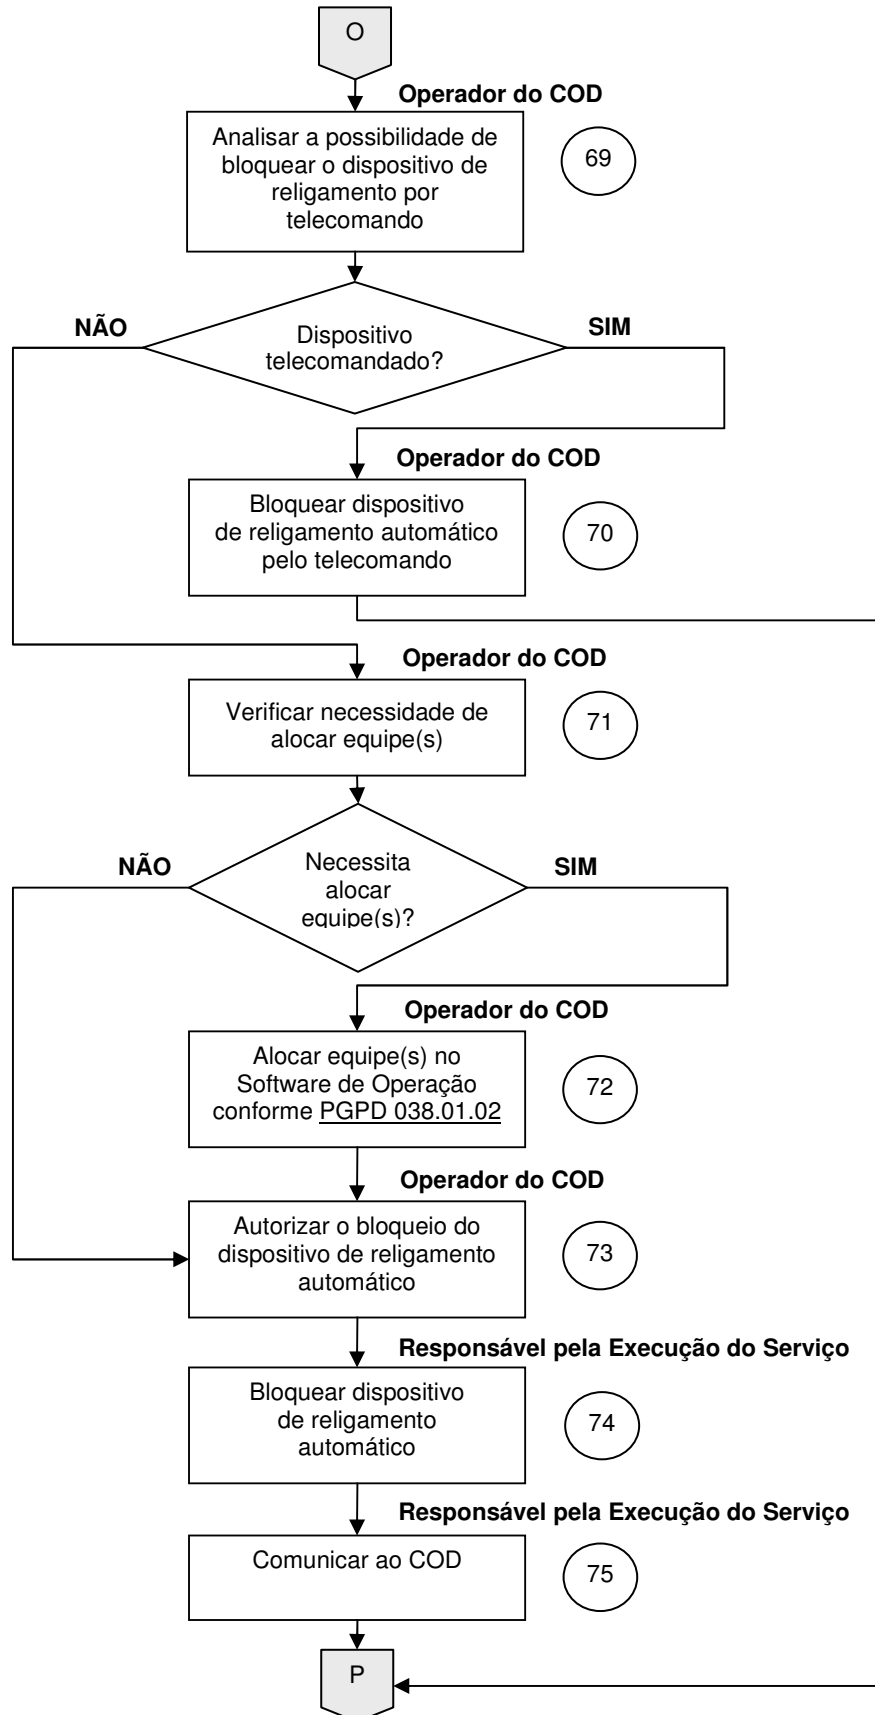 O
Operador do COD
Analisar a possibilidade de
bloquear o dispositivo de
religamento por
telecomando
69
NÃO
Dispositivo
telecomandado?
SIM
Operador do COD
Bloquear dispositivo
de religamento automático
pelo telecomando
70
Operador do COD
Verificar necessidade de
alocar equipe(s)
71
NÃO
Necessita
alocar
equipe(s)?
SIM
Operador do COD
Alocar equipe(s) no
Software de Operação
conforme PGPD 038.01.02
72
Operador do COD
Autorizar o bloqueio do
dispositivo de religamento
automático
73
Responsável pela Execução do Serviço
Bloquear dispositivo
de religamento
automático
74
Responsável pela Execução do Serviço
Comunicar ao COD
75
P